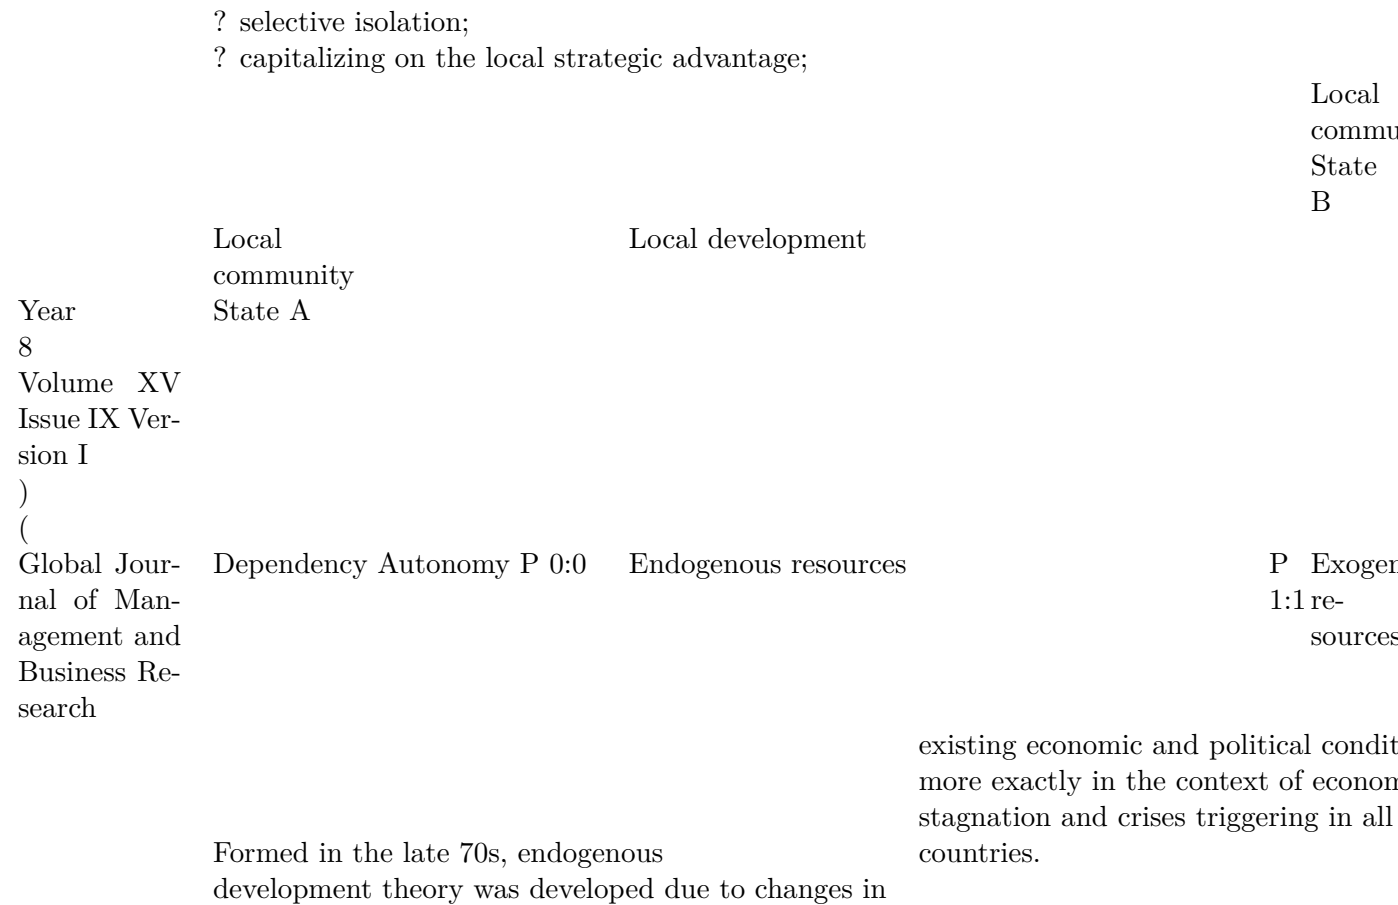 ? selective isolation;
? capitalizing on the local strategic advantage;
Local
State
B
Local
community
State A
Local development
Year
8
Volume XV
Issue IX Ver-
sion I
)
(
Global Jour-
nal of Man-
agement and
Business Re-
search
Dependency Autonomy P 0:0
Endogenous resources
P
1:1
re-
sources
existing economic and political
more exactly in the context of
stagnation and crises triggering in all
countries.
Formed in the late 70s, endogenous
development theory was developed due to changes in